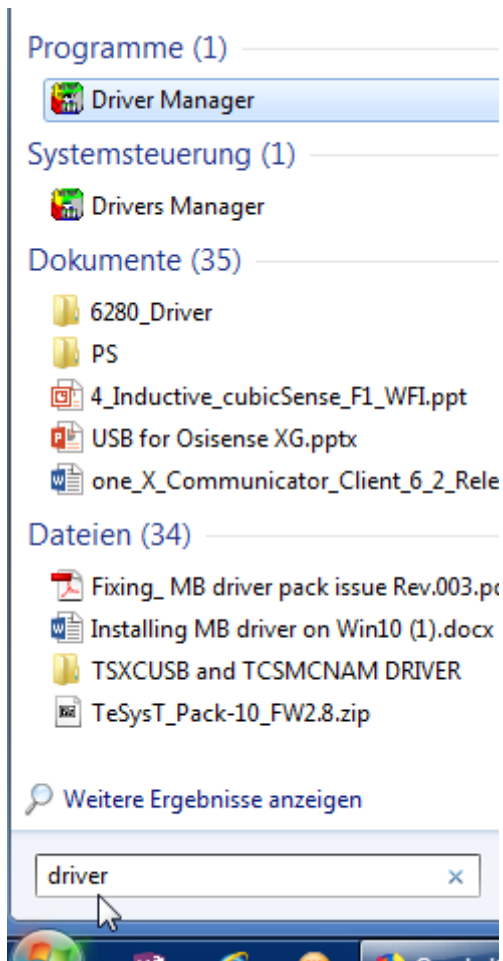 Programme (1)
Driver Manager
Systemsteuerung (1)
Drivers Manager
Dokumente (35)
6280_Driver
PS
4_Inductive_cubicSense_F1_WFI.ppt
USB for Osisense XG.pptx
one_X_Communicator_Client_6_2_Rele
Dateien (34)
Fixing_ MB driver pack issue Rev.003.p
Installing MB driver on Win10 (1).docx
TSXCUSB and TCSMCNAM DRIVER
TeSysT_Pack-10_FW2.8.zip
Weitere Ergebnisse anzeigen
driver